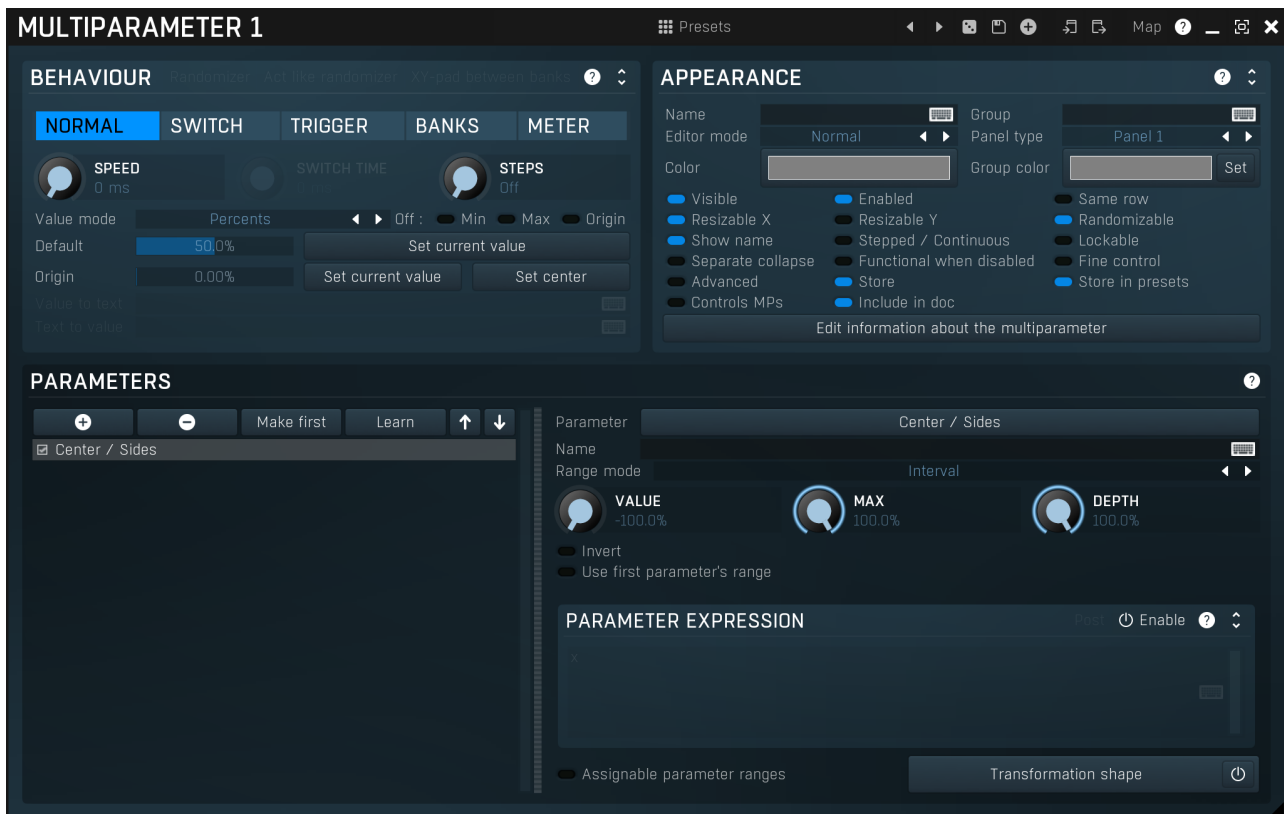 MULTIPARAMETER 1 Presets Map ?
BEHAVIOUR Randomizer Act like randomizer XY-pad between banks ?
NORMAL SWITCH TRIGGER BANKS METER
SPEED
0 ms
SWITCH TIME
STEPS
Off
Value mode Percents Off : Min Max Origin
Default 50.0% Set current value
Origin 0.00% Set current value Set center
Value to text
Text to value
APPEARANCE ?
Name Group
Editor mode Normal Panel type Panel 1
Color Group color Set
Visible Enabled Same row
Resizable X Resizable Y Randomizable
Show name Stepped / Continuous Lockable
Separate collapse Functional when disabled Fine control
Advanced Store Store in presets
Controls MPs Include in doc
Edit information about the multiparameter
PARAMETERS ?
Make first Learn
Center / Sides
Parameter Center / Sides
Name
Range mode Interval
VALUE
-100.0%
MAX
100.0%
DEPTH
100.0%
Invert
Use first parameter's range
PARAMETER EXPRESSION Post Enable ?
x
Assignable parameter ranges Transformation shape